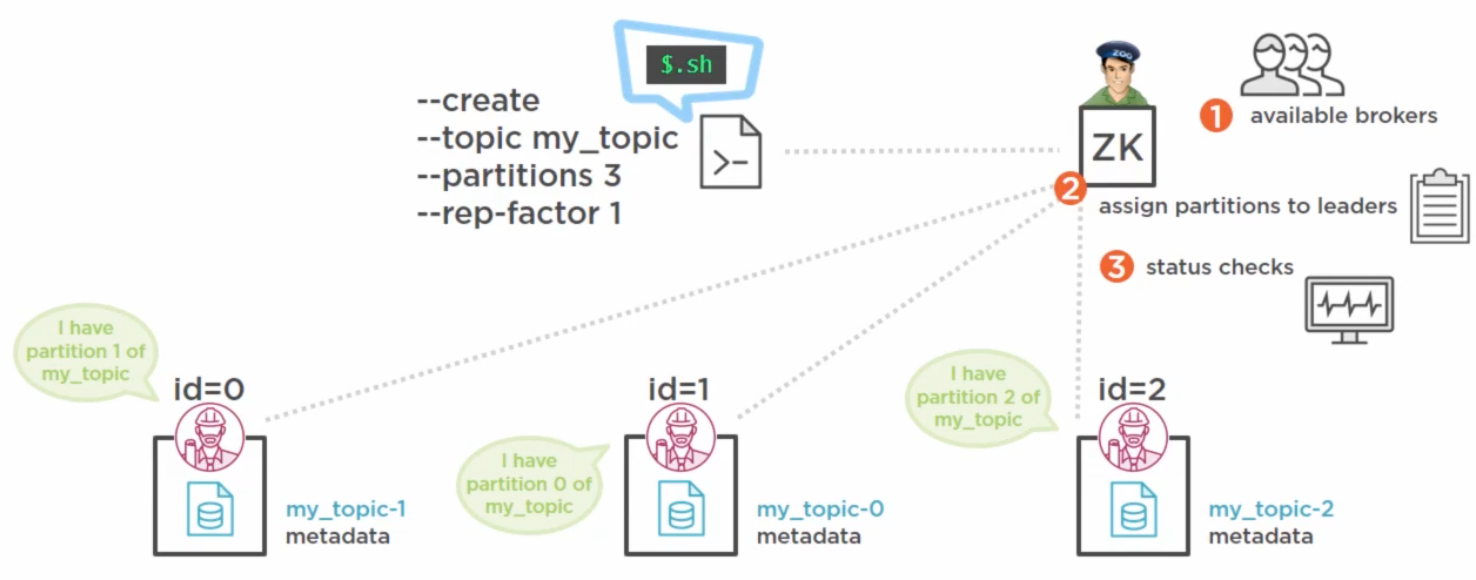 $.sh
--create
--topic my_topic
--partitions 3
--rep-factor 1
>-
ZOO
ZK
1 available brokers
2 assign partitions to leaders
3 status checks
I have
partition 1 of
my_topic
id=0
my_topic-1
metadata
I have
partition 0 of
my_topic
id=1
my_topic-0
metadata
I have
partition 2 of
my_topic
id=2
my_topic-2
metadata